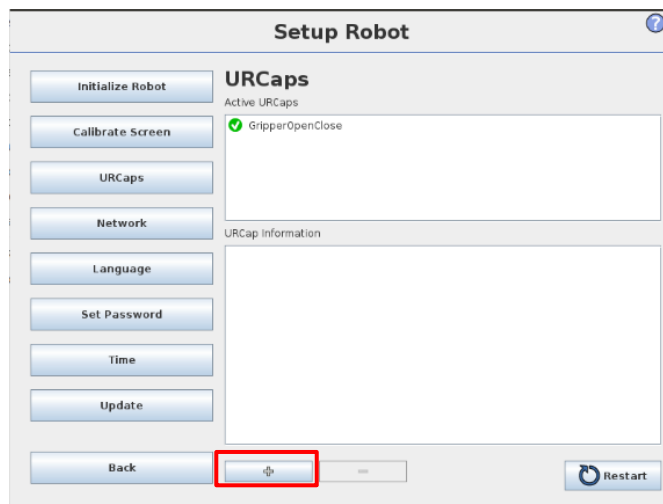 Setup Robot
?
Initialize Robot
Calibrate Screen
URCaps
Network
Language
Set Password
Time
Update
Back
URCaps
Active URCaps
GripperOpenClose
URCap Information
+
−
Restart